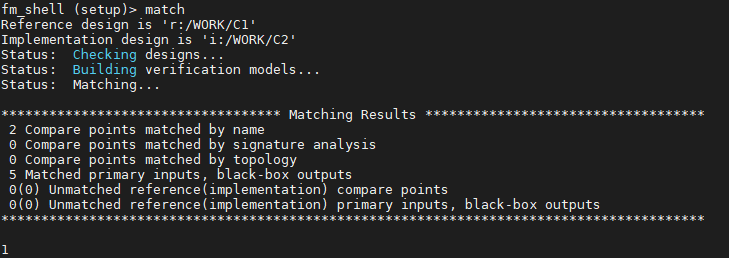 fm_shell (setup)> match
Reference design is 'r:/WORK/C1'
Implementation design is 'i:/WORK/C2'
Status:  Checking designs...
Status:  Building verification models...
Status:  Matching...
*********************************** Matching Results ***********************************
 2 Compare points matched by name
 0 Compare points matched by signature analysis
 0 Compare points matched by topology
 5 Matched primary inputs, black-box outputs
 0(0) Unmatched reference(implementation) compare points
 0(0) Unmatched reference(implementation) primary inputs, black-box outputs
****************************************************************************************
1